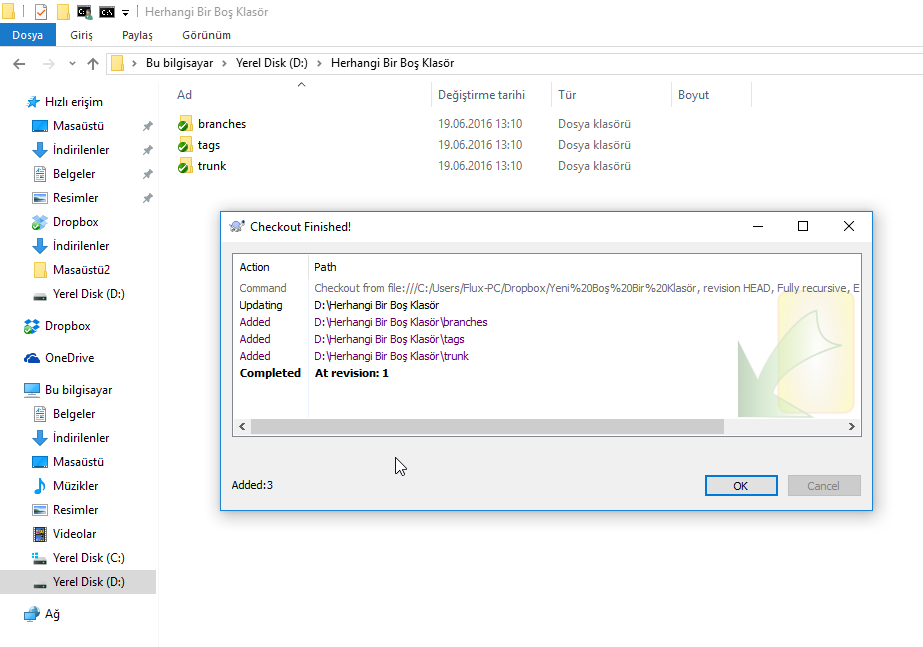 Herhangi Bir Boş Klasör
Dosya Giriş Paylaş Görünüm
Bu bilgisayar Yerel Disk (D:) Herhangi Bir Boş Klasör
Hızlı erişim
Masaüstü
İndirilenler
Belgeler
Resimler
Dropbox
İndirilenler
Masaüstü2
Yerel Disk (D:)
Dropbox
OneDrive
Bu bilgisayar
Belgeler
İndirilenler
Masaüstü
Müzikler
Resimler
Videolar
Yerel Disk (C:)
Yerel Disk (D:)
Ağ
Ad Değiştirme tarihi Tür Boyut
branches 19.06.2016 13:10 Dosya klasörü
tags 19.06.2016 13:10 Dosya klasörü
trunk 19.06.2016 13:10 Dosya klasörü
Checkout Finished!
Action Path
Command Checkout from file:///C:/Users/Flux-PC/Dropbox/Yeni%20Boş%20Bir%20Klasör, revision HEAD, Fully recursive, E
Updating D:\Herhangi Bir Boş Klasör
Added D:\Herhangi Bir Boş Klasör\branches
Added D:\Herhangi Bir Boş Klasör\tags
Added D:\Herhangi Bir Boş Klasör\trunk
Completed At revision: 1
Added:3
OK Cancel